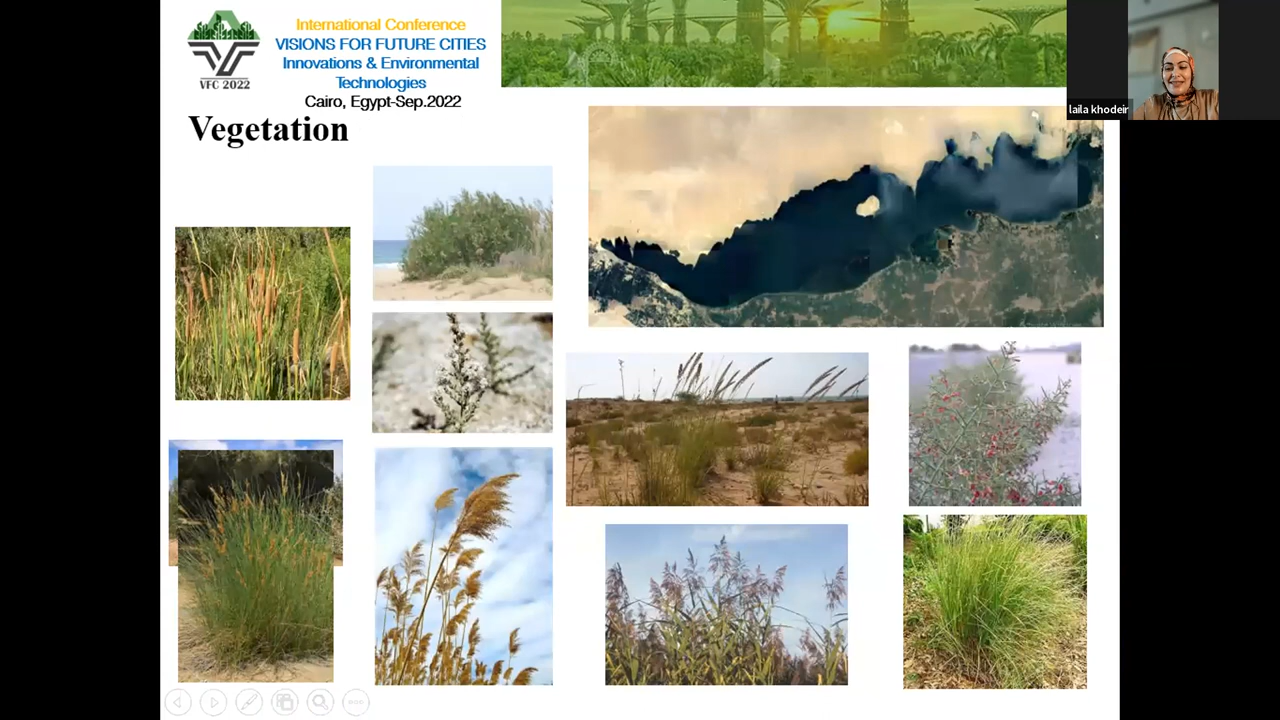 International Conference
VISIONS FOR FUTURE CITIES
Innovations & Environmental
Technologies
Cairo, Egypt-Sep.2022
VFC 2022
Vegetation
laila khodeir